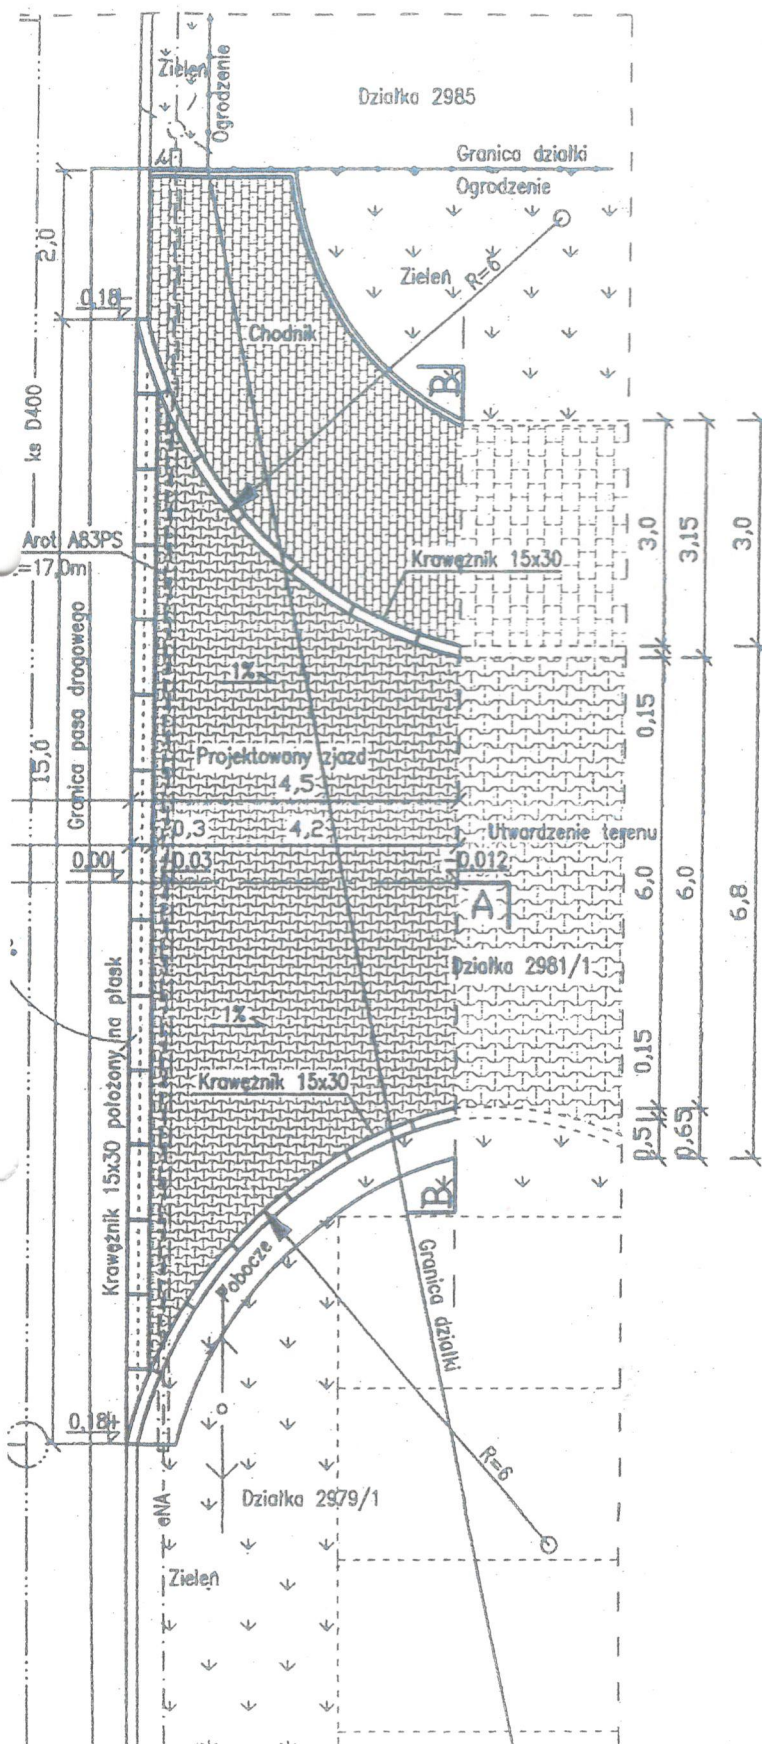 Zieleń
Ogrodzenie
Działka 2985
Granica działki
Ogrodzenie
2,0
0,18
Zieleń
R=6
Chodnik
B
ks D400
Arot A83PS
=17,0m
Krawężnik 15x30
3,0
3,15
3,0
Granica pasa drogowego
15,0
1%
0,15
Projektowany zjazd
4,5
0,3
4,2
Utwardzenie terenu
0,00
0,03
-0,012
A
6,0
6,0
6,8
Działka 2981/1
1%
Krawężnik 15x30 położony na płask
Krawężnik 15x30
0,15
0,5
0,65
B
Pobocze
Granica działki
0,18
R=6
eNA
Działka 2979/1
Zieleń